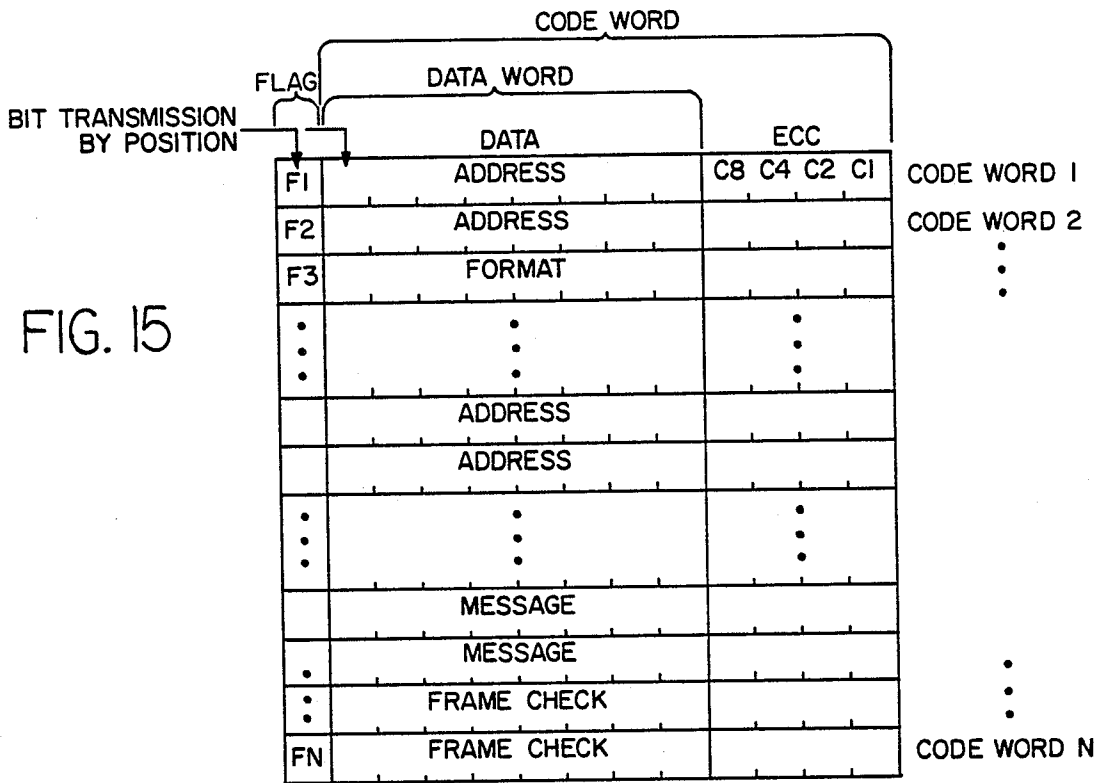 CODE WORD
FLAG DATA WORD
BIT TRANSMISSION
BY POSITION
DATA ECC
F1 ADDRESS C8 C4 C2 C1 CODE WORD 1
F2 ADDRESS CODE WORD 2
F3 FORMAT
FIG. 15
ADDRESS
ADDRESS
MESSAGE
MESSAGE
FRAME CHECK
FN FRAME CHECK CODE WORD N